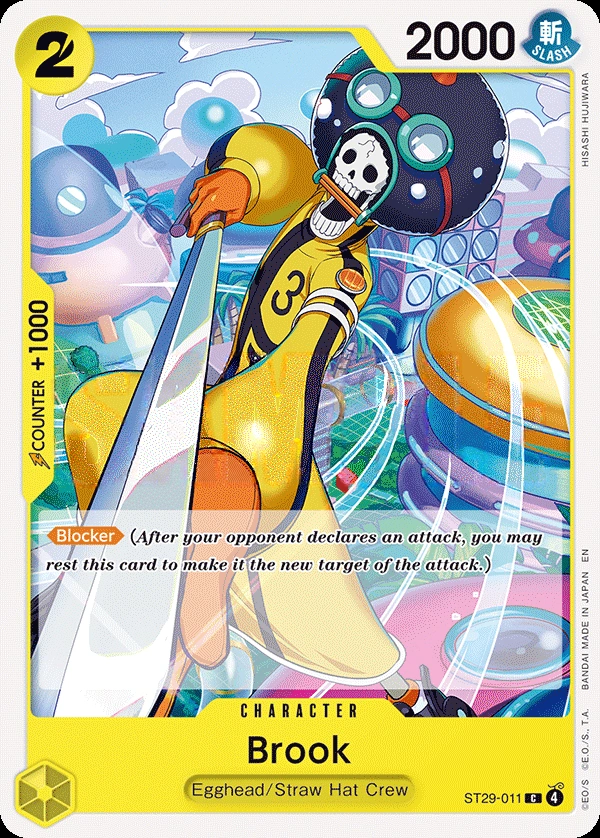 2
2000
斬
SLASH
HISASHI HUJIWARA
3
COUNTER +1000
Blocker (After your opponent declares an attack, you may
rest this card to make it the new target of the attack.)
CHARACTER
Brook
Egghead/Straw Hat Crew
ST29-011 C 4
©EO/S ©E.O./S., T.A. BANDAI MADE IN JAPAN EN